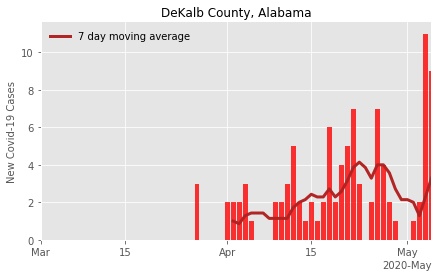 DeKalb County, Alabama
7 day moving average
New Covid-19 Cases
10
8
6
4
2
0
Mar 15 Apr 15 May
2020-May